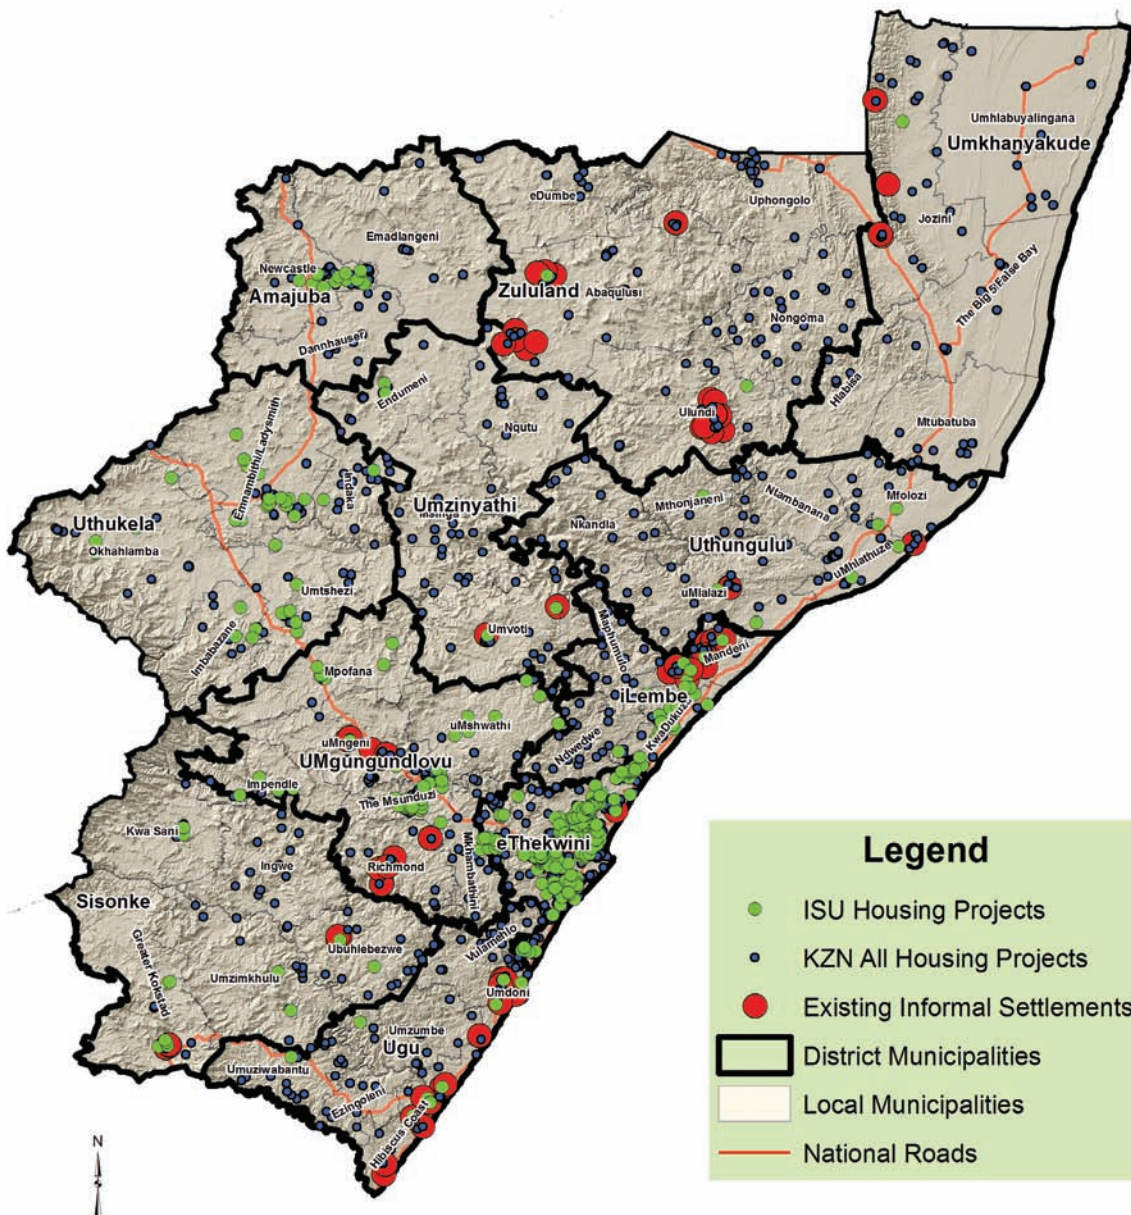 Umhlabuyalingana
Umkhanyakude
eDumbe
Uphongolo
Jozini
Emadlangeni
Newcastle
Amajuba
Zululand
Abaqulusi
The Big 5 False Bay
Nongoma
Dannhauser
Endumeni
Hlabisa
Ulundi
Nqutu
Mtubatuba
Emnambithi/Ladysmith
Indaka
Umzinyathi
Msinga
Mthonjaneni
Ntambanana
Mfolozi
Uthukela
Okhahlamba
Nkandla
Uthungulu
uMhlathuze
Umtshezi
uMlalazi
Imbabazane
Umvoti
Maphumulo
Mandeni
Mpofana
iLembe
KwaDukuza
uMshwathi
Ndwedwe
uMngeni
UMgungundlovu
Impendle
The Msunduzi
Kwa Sani
eThekwini
Mkhambathini
Ingwe
Richmond
Sisonke
Greater Kokstad
Ubuhlebezwe
Vulamehlo
Umzimkhulu
Umdoni
Umzumbe
Ugu
Umuziwabantu
Ezingoleni
Hibiscus Coast
N
Legend
ISU Housing Projects
KZN All Housing Projects
Existing Informal Settlements
District Municipalities
Local Municipalities
National Roads